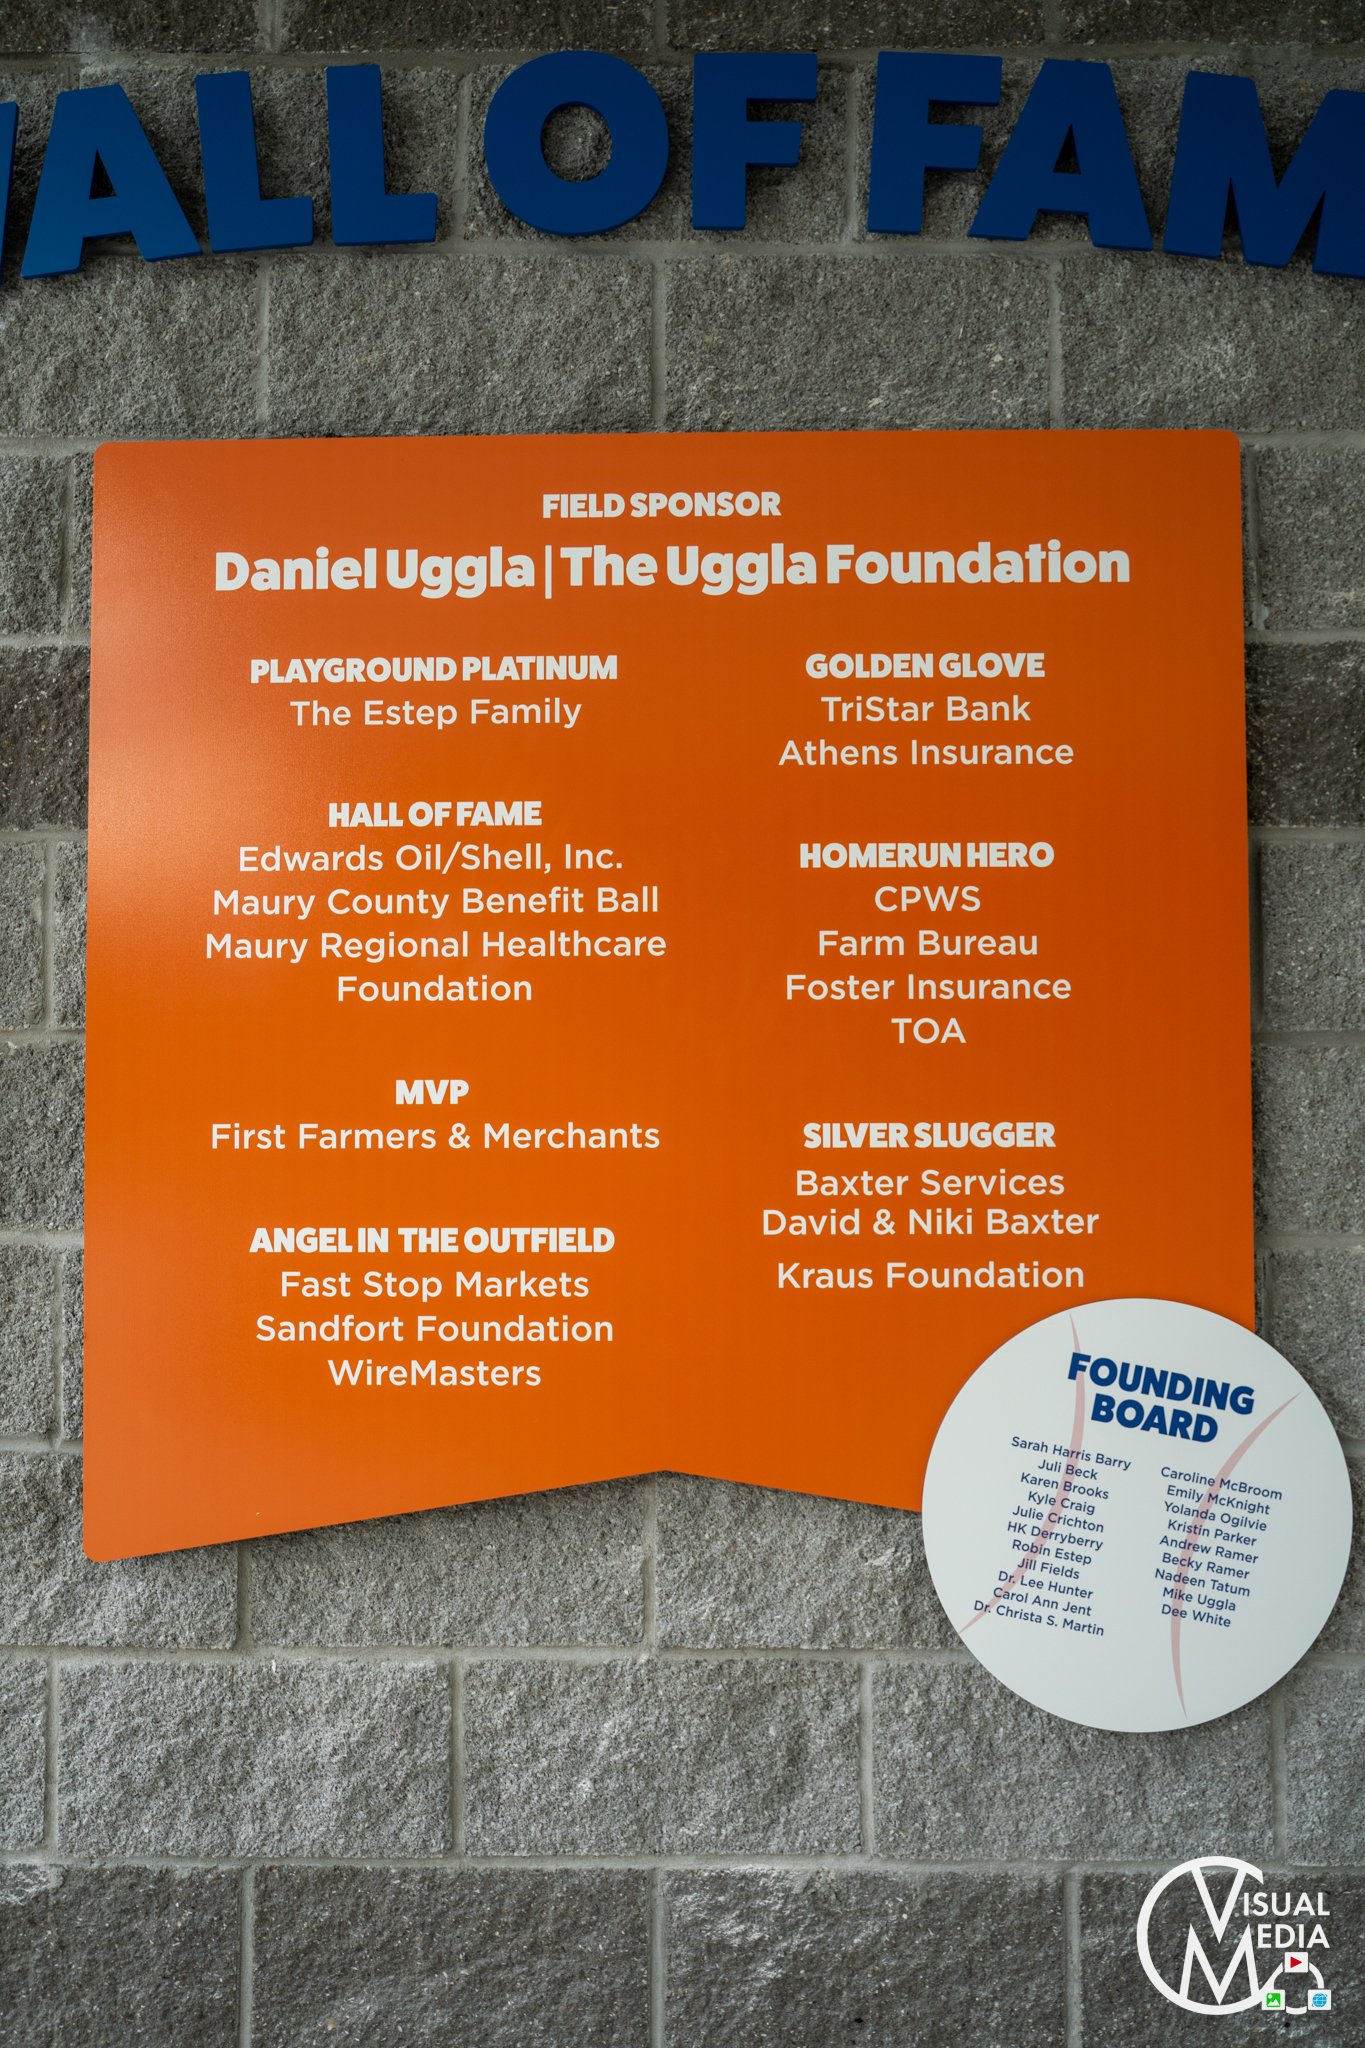 WALL OF FAM
FIELD SPONSOR
Daniel Uggla | The Uggla Foundation
PLAYGROUND PLATINUM
The Estep Family
HALL OF FAME
Edwards Oil/Shell, Inc.
Maury County Benefit Ball
Maury Regional Healthcare
Foundation
MVP
First Farmers & Merchants
ANGEL IN THE OUTFIELD
Fast Stop Markets
Sandfort Foundation
WireMasters
GOLDEN GLOVE
TriStar Bank
Athens Insurance
HOMERUN HERO
CPWS
Farm Bureau
Foster Insurance
TOA
SILVER SLUGGER
Baxter Services
David & Niki Baxter
Kraus Foundation
FOUNDING
BOARD
Sarah Harris Barry
Juli Beck
Karen Brooks
Kyle Craig
Julie Crichton
HK Derryberry
Robin Estep
Jill Fields
Dr. Lee Hunter
Carol Ann Jent
Dr. Christa S. Martin
Caroline McBroom
Emily McKnight
Yolanda Ogilvie
Kristin Parker
Andrew Ramer
Becky Ramer
Nadeen Tatum
Mike Uggla
Dee White
VISUAL
MEDIA